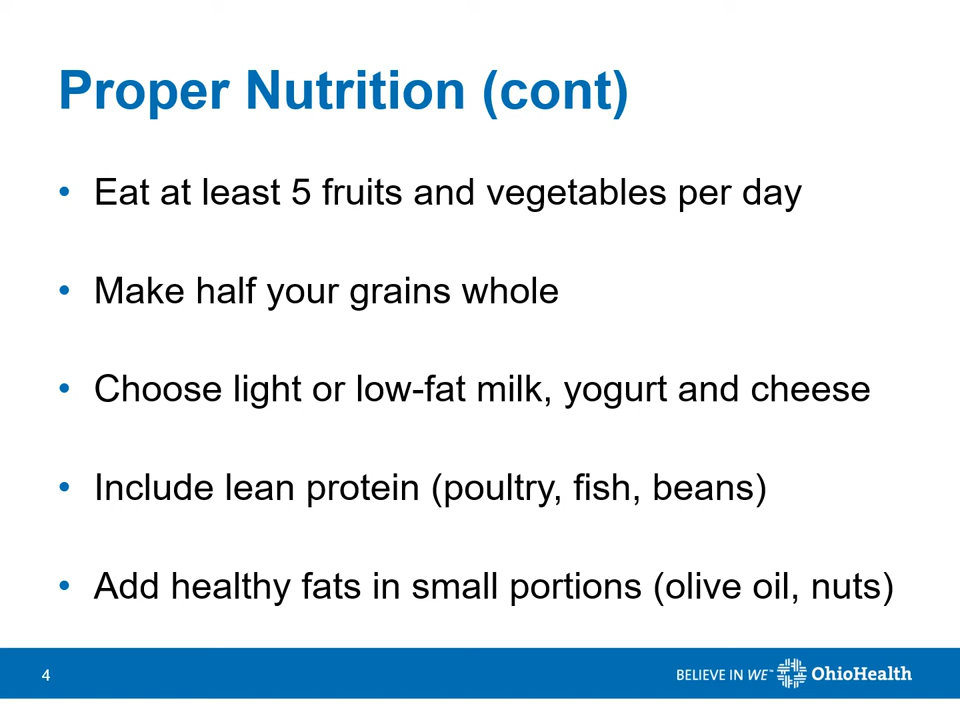 Proper Nutrition (cont)
• Eat at least 5 fruits and vegetables per day
• Make half your grains whole
• Choose light or low-fat milk, yogurt and cheese
• Include lean protein (poultry, fish, beans)
• Add healthy fats in small portions (olive oil, nuts)
4
BELIEVE IN WE™ OhioHealth